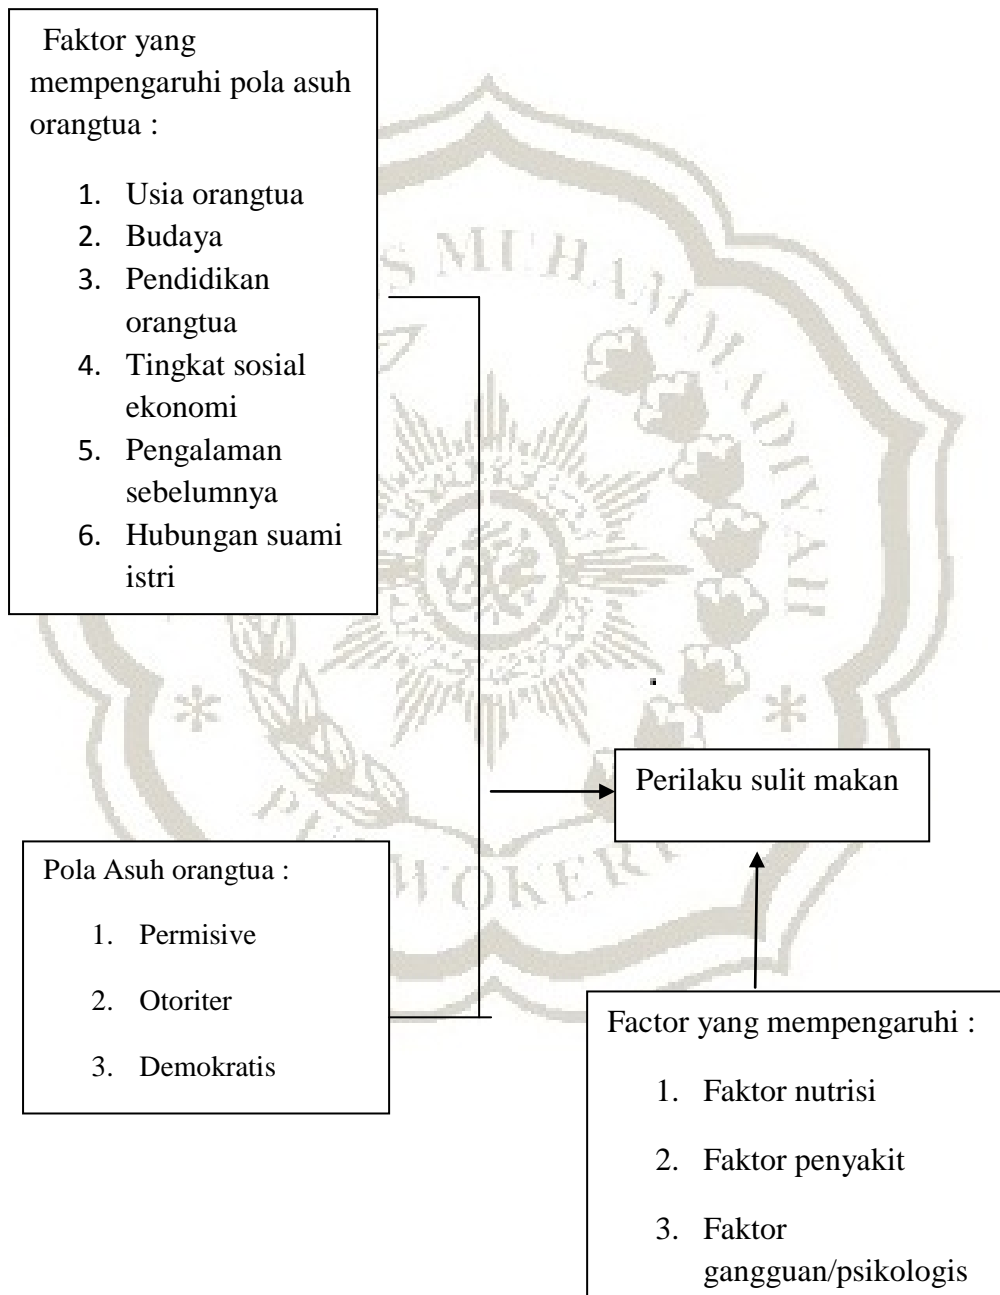 Faktor yang
mempengaruhi pola asuh
orangtua :
1. Usia orangtua
2. Budaya
3. Pendidikan
orangtua
4. Tingkat sosial
ekonomi
5. Pengalaman
sebelumnya
6. Hubungan suami
istri
Perilaku sulit makan
Pola Asuh orangtua :
1. Permisive
2. Otoriter
3. Demokratis
Factor yang mempengaruhi :
1. Faktor nutrisi
2. Faktor penyakit
3. Faktor
gangguan/psikologis
S MUHAMMADIYAH